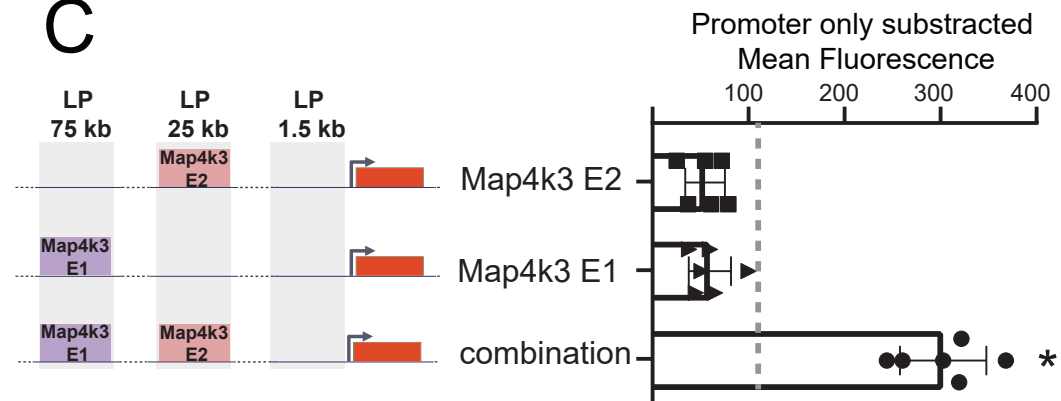 C
Promoter only substracted
Mean Fluorescence
100 200 300 400
LP
75 kb
LP
25 kb
LP
1.5 kb
Map4k3
E2
Map4k3 E2
Map4k3
E1
Map4k3 E1
Map4k3
E1
Map4k3
E2
combination
*